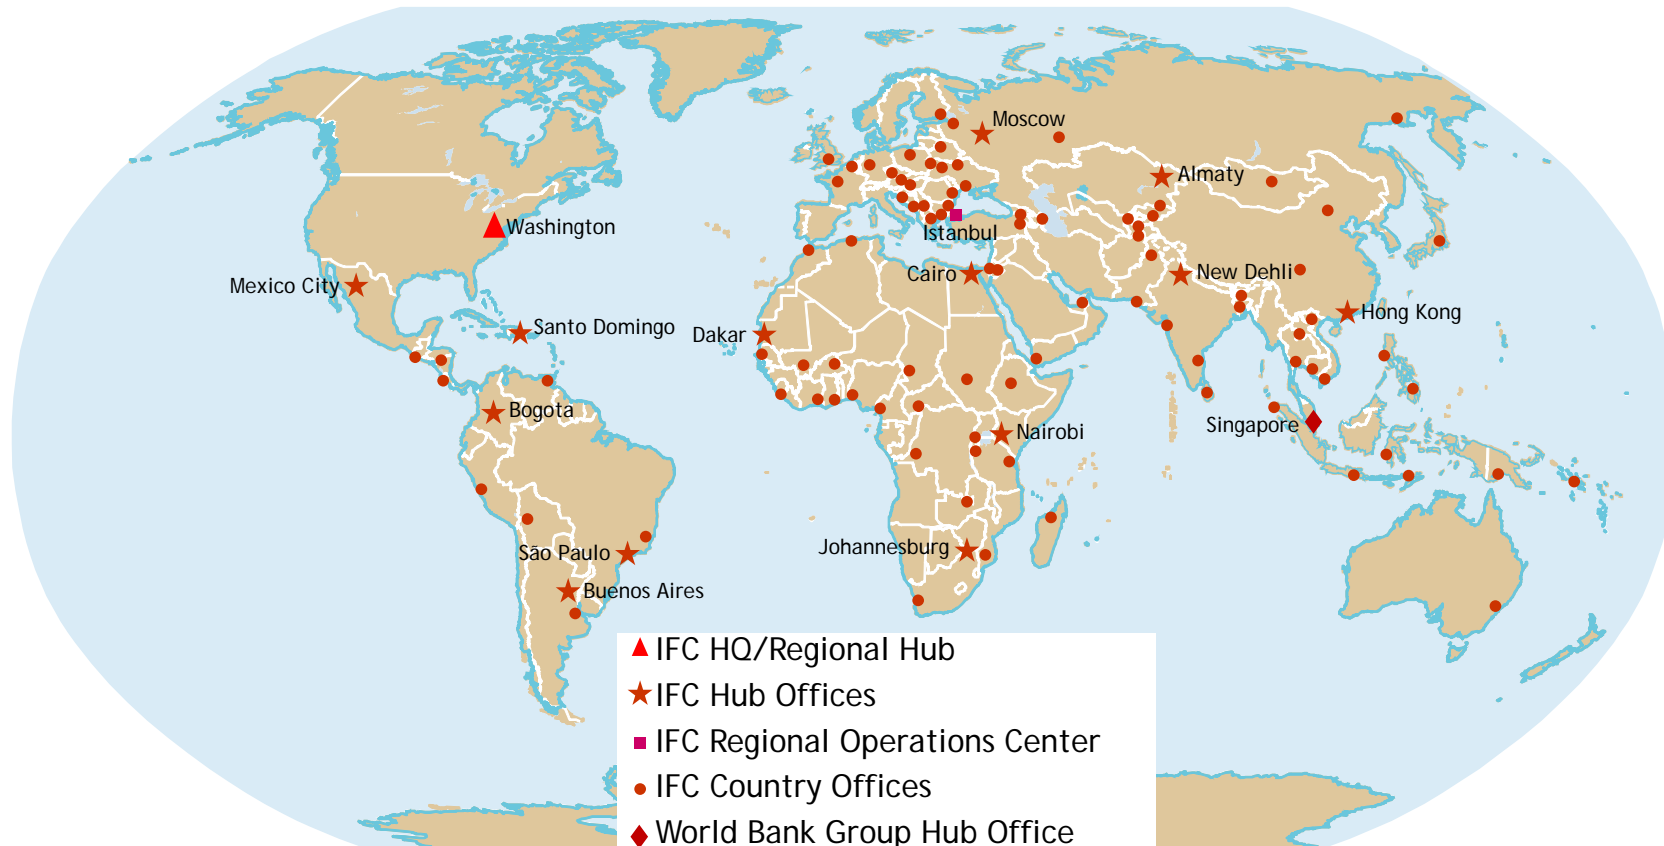 Moscow
Almaty
Washington
Istanbul
Cairo
New Dehli
Mexico City
Santo Domingo
Dakar
Hong Kong
Bogota
Singapore
Nairobi
São Paulo
Johannesburg
Buenos Aires
IFC HQ/Regional Hub
IFC Hub Offices
IFC Regional Operations Center
IFC Country Offices
World Bank Group Hub Office